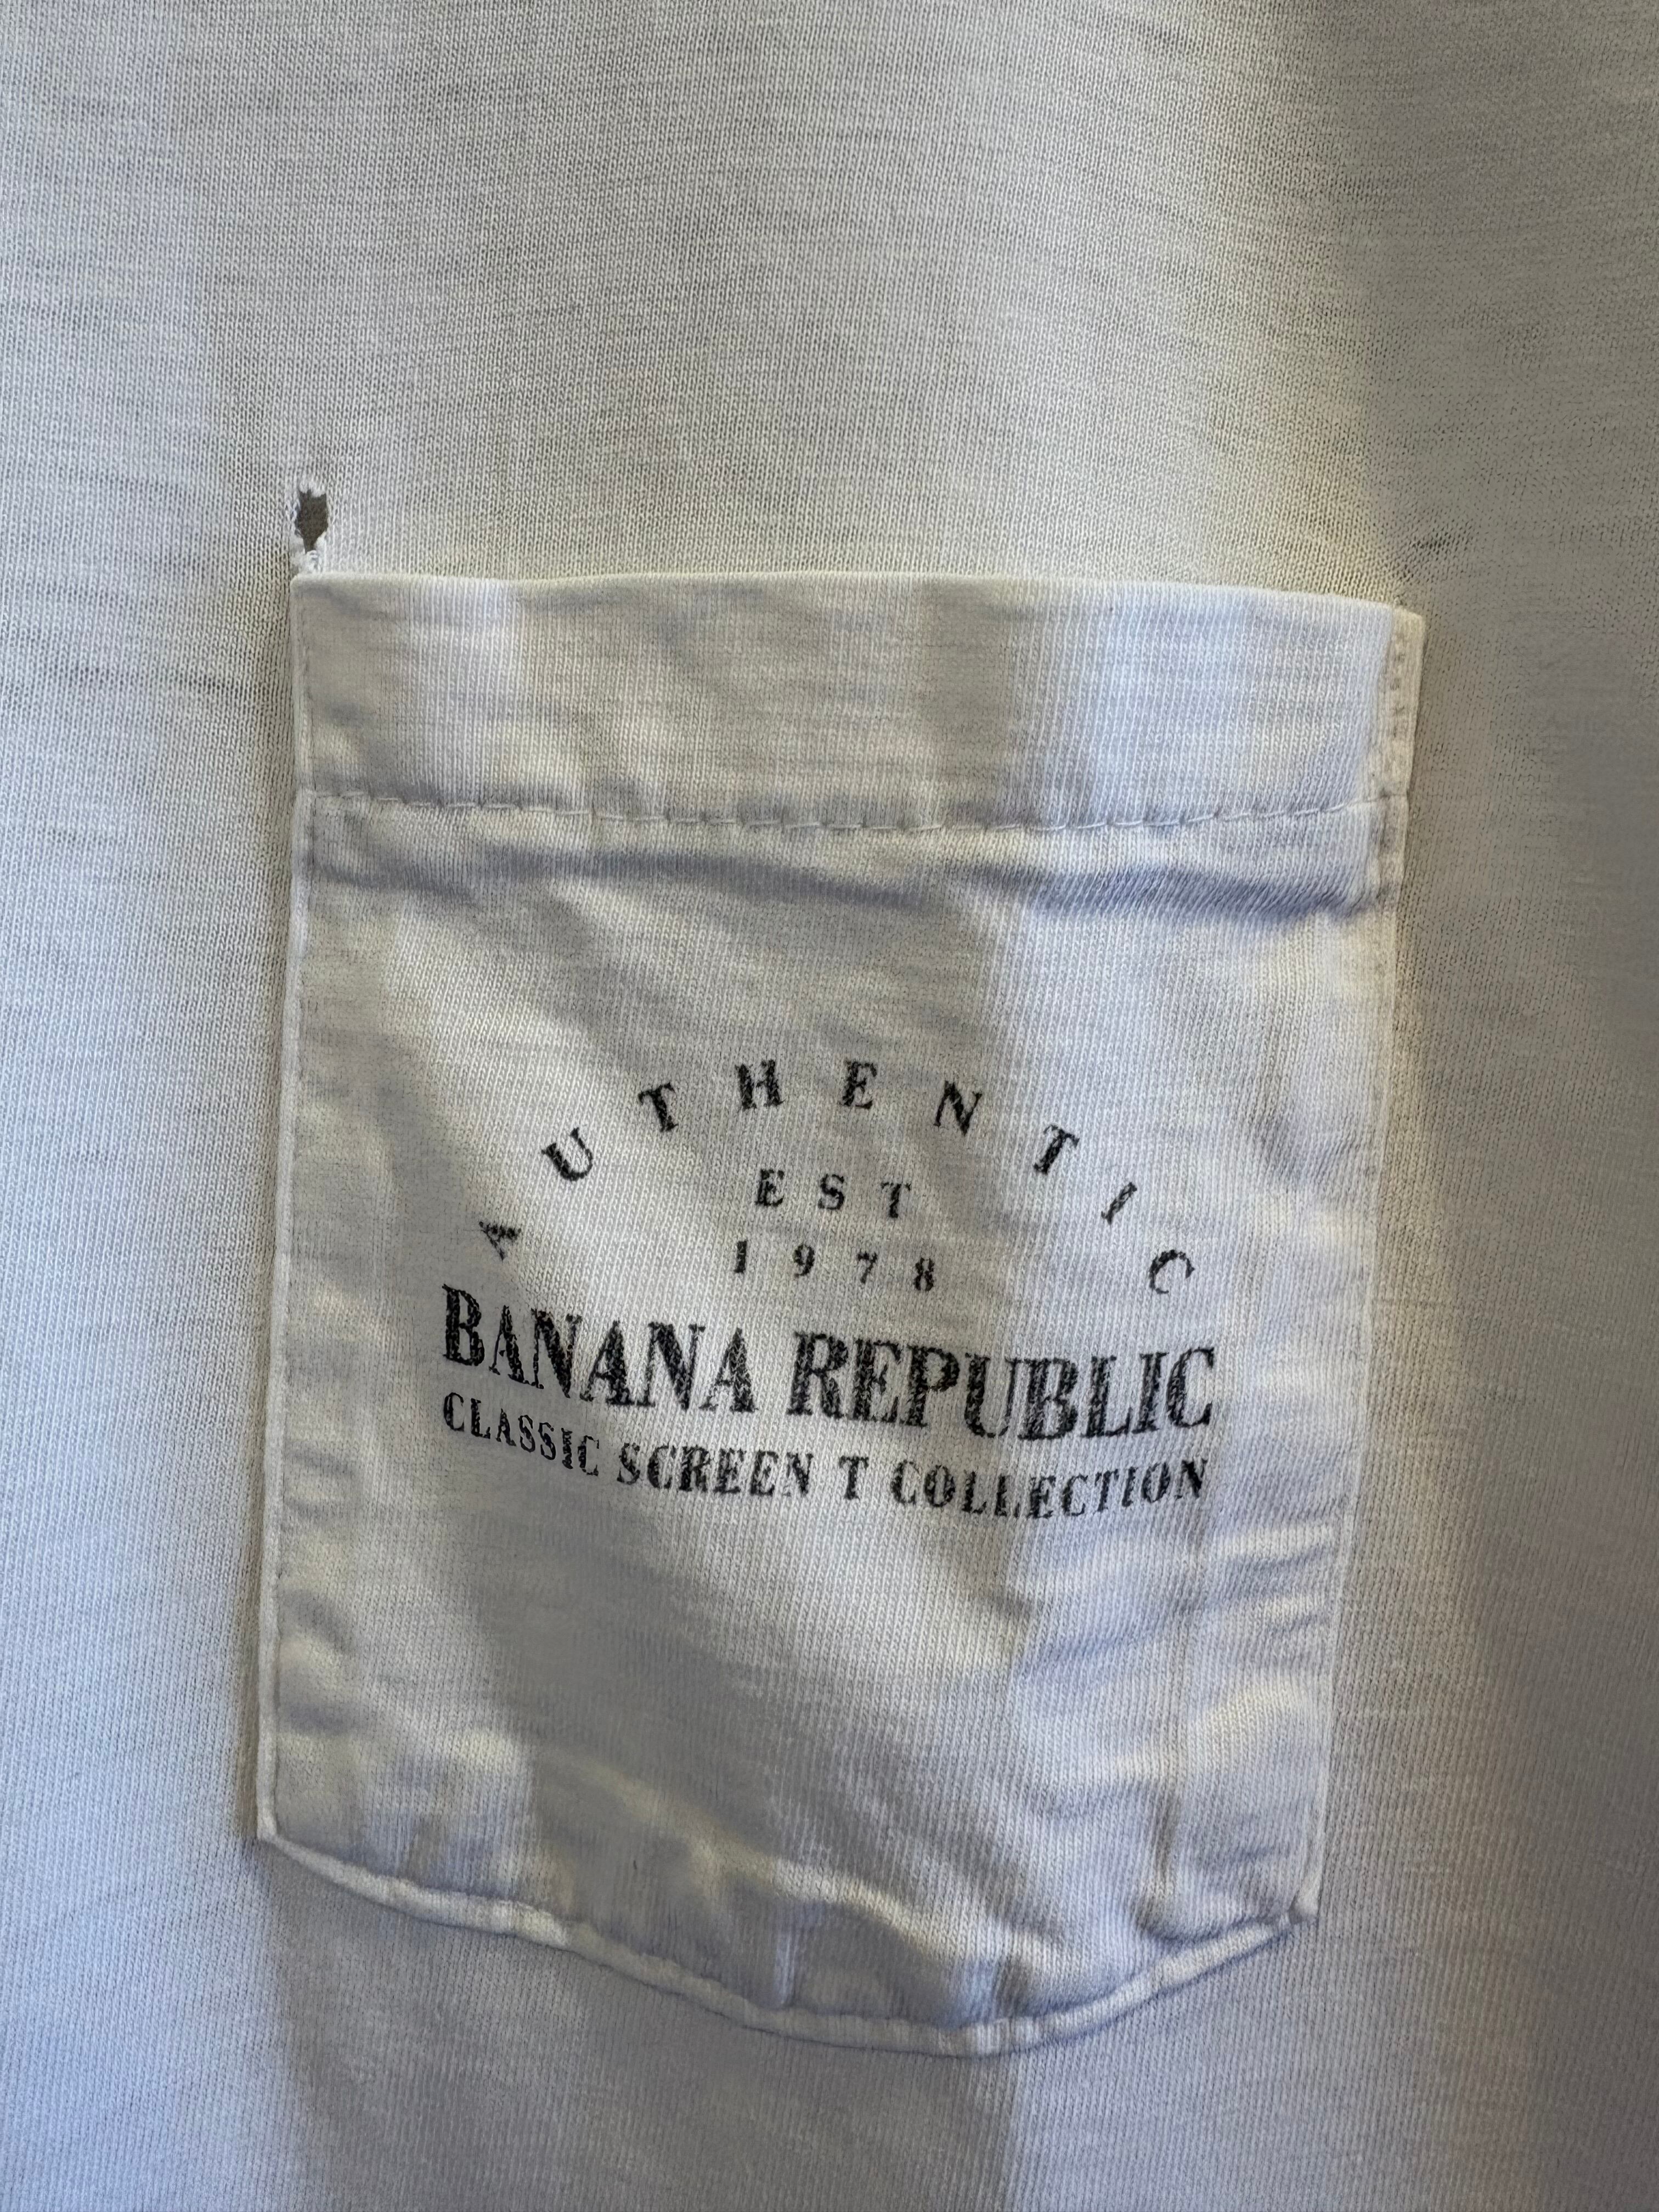 AUTHENTIC
EST
1978
BANANA REPUBLIC
CLASSIC SCREEN T COLLECTION